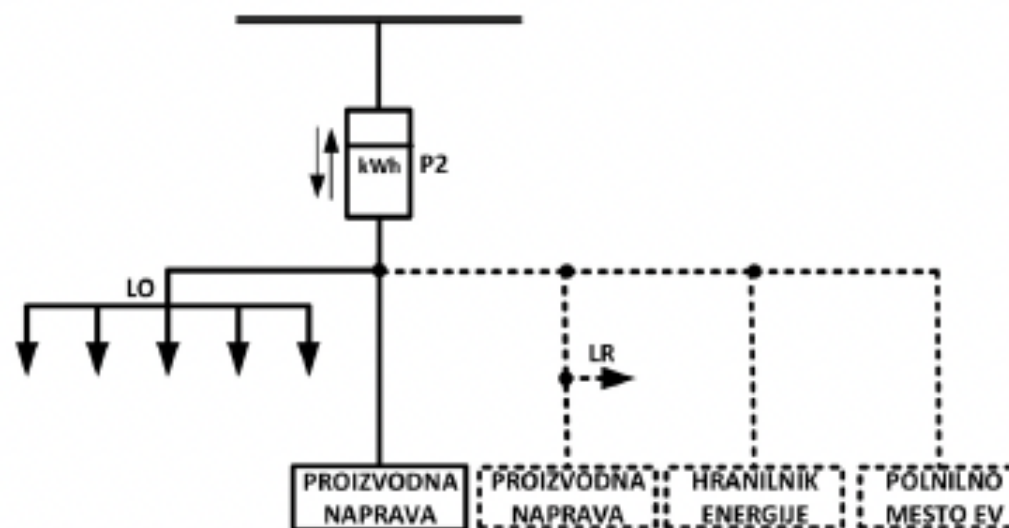 kWh P2
LO
LR
PROIZVODNA
NAPRAVA
PROIZVODNA
NAPRAVA
HRANILNIK
ENERGIJE
POLNILNO
MESTO EV